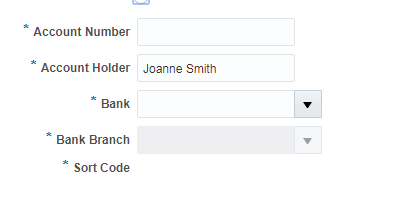 * Account Number
* Account Holder Joanne Smith
* Bank
* Bank Branch
* Sort Code